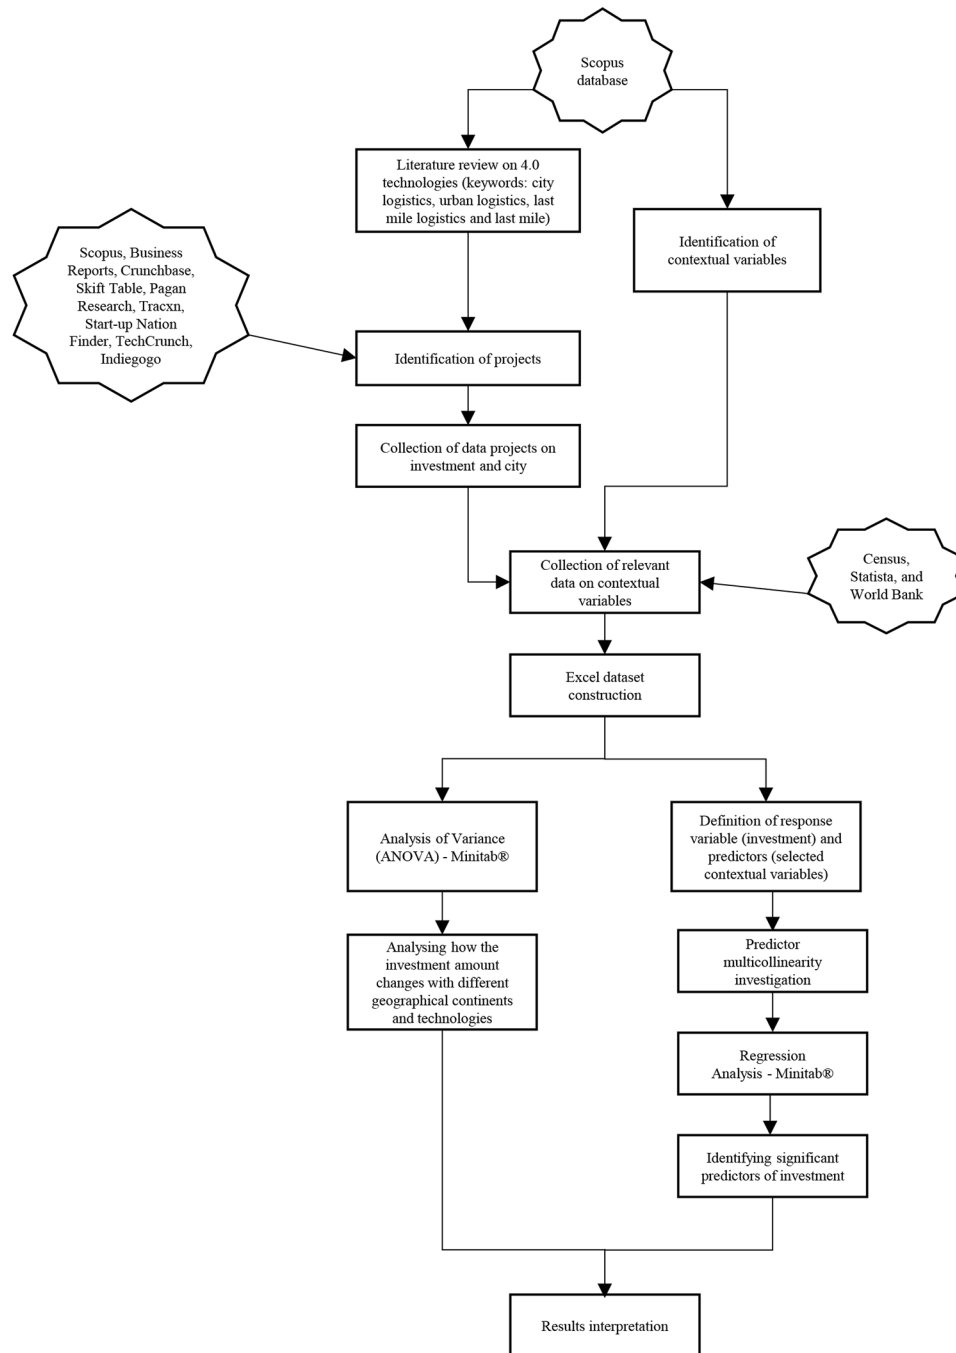 Scopus
database
Literature review on 4.0
technologies (keywords: city
logistics, urban logistics, last
mile logistics and last mile)
Identification of
contextual variables
Scopus, Business
Reports, Crunchbase,
Skift Table, Pagan
Research, Tracxn,
Start-up Nation
Finder, TechCrunch,
Indiegogo
Identification of projects
Collection of data projects on
investment and city
Collection of relevant
data on contextual
variables
Census,
Statista, and
World Bank
Excel dataset
construction
Analysis of Variance
(ANOVA) - Minitab®
Definition of response
variable (investment) and
predictors (selected
contextual variables)
Analysing how the
investment amount
changes with different
geographical continents
and technologies
Predictor
multicollinearity
investigation
Regression
Analysis - Minitab®
Identifying significant
predictors of investment
Results interpretation